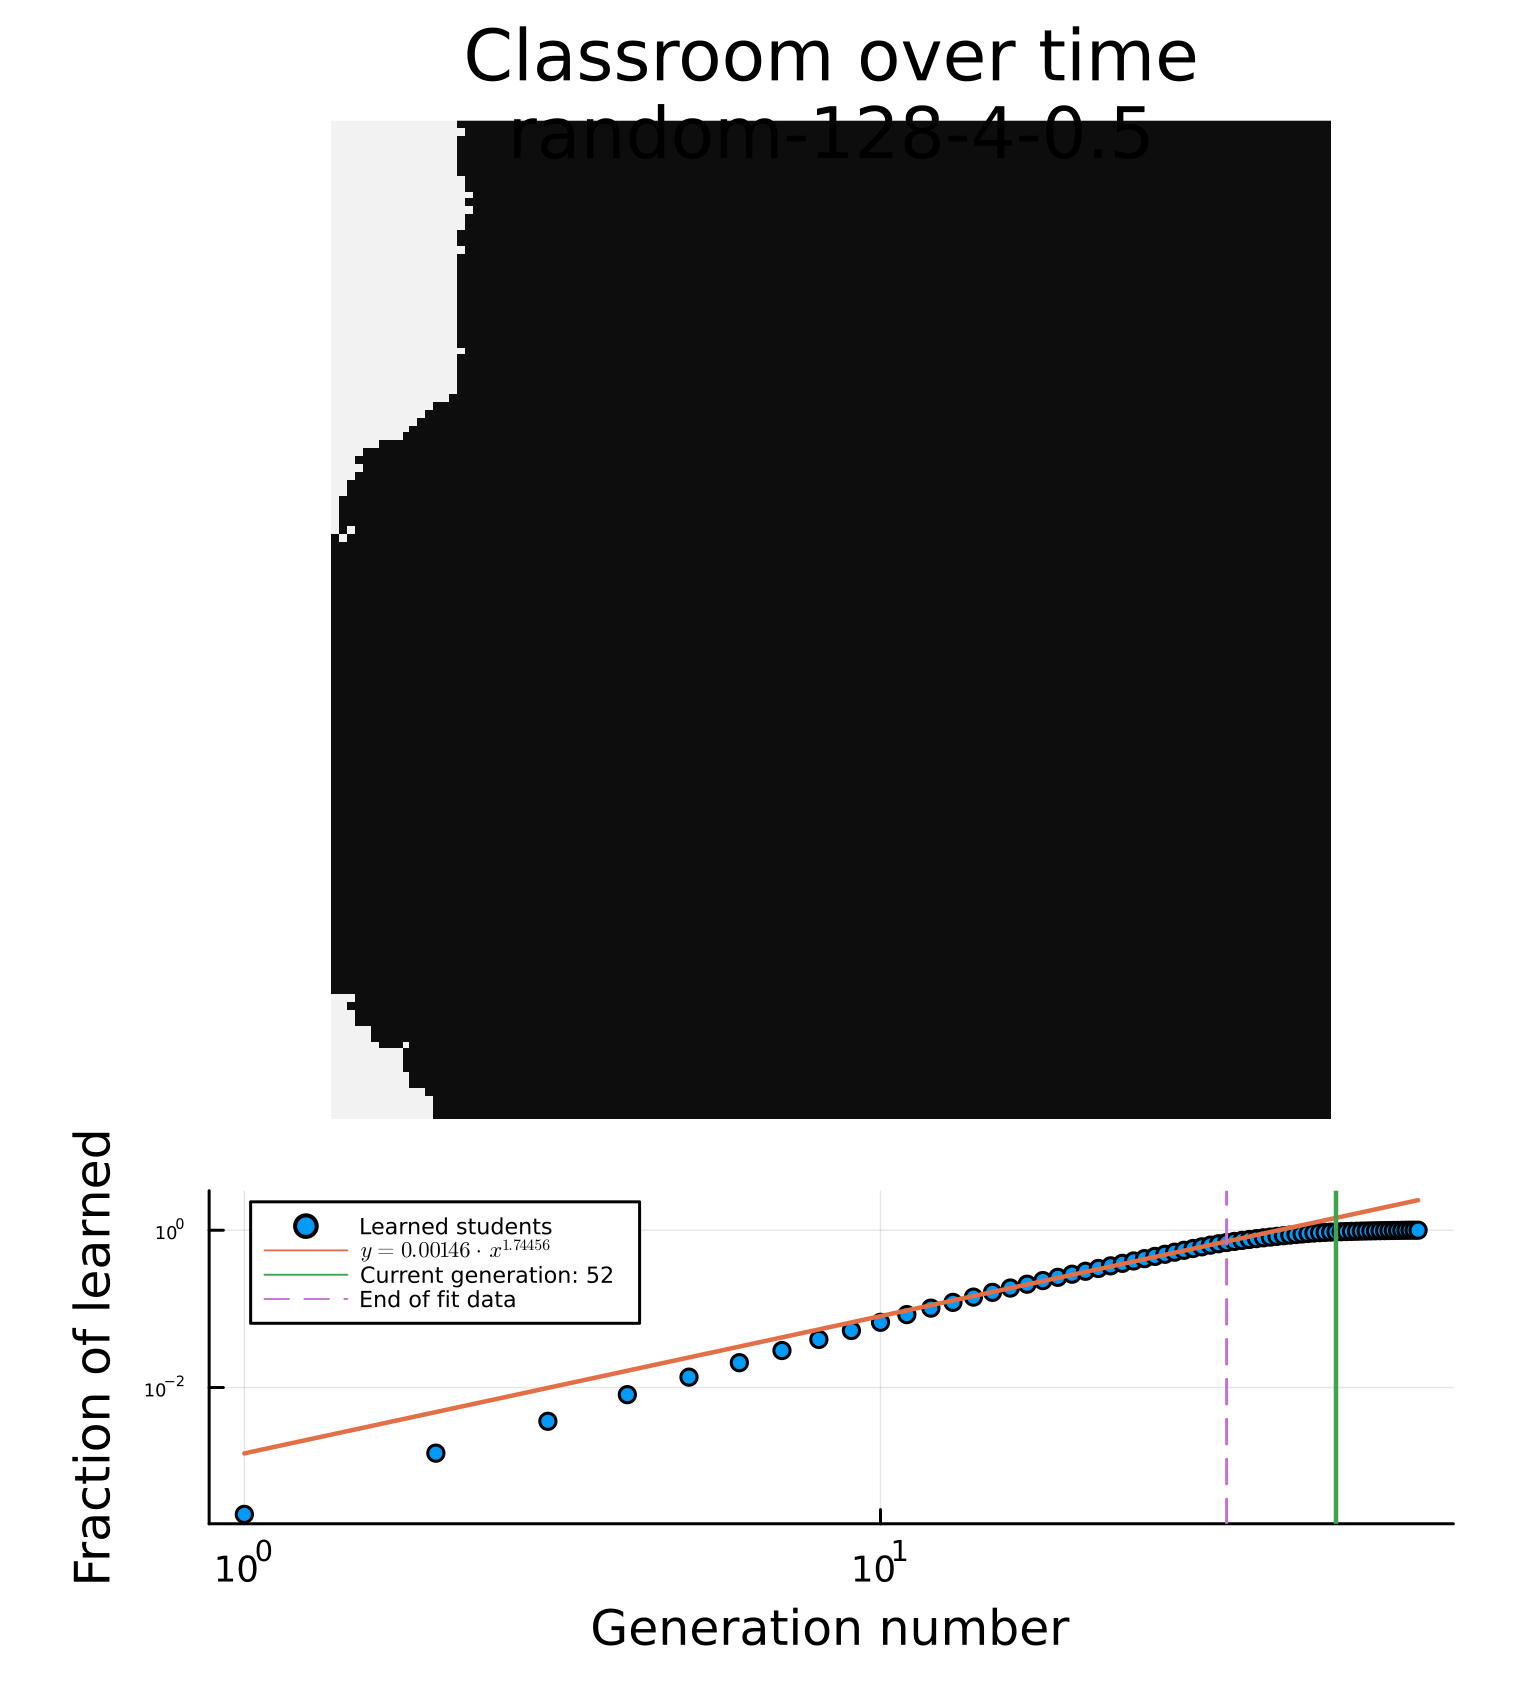 Classroom over time
random-128-4-0.5
Fraction of learned
10^0
10^−2
Learned students
y = 0.00146 · x^1.74456
Current generation: 52
End of fit data
10^0
10^1
Generation number